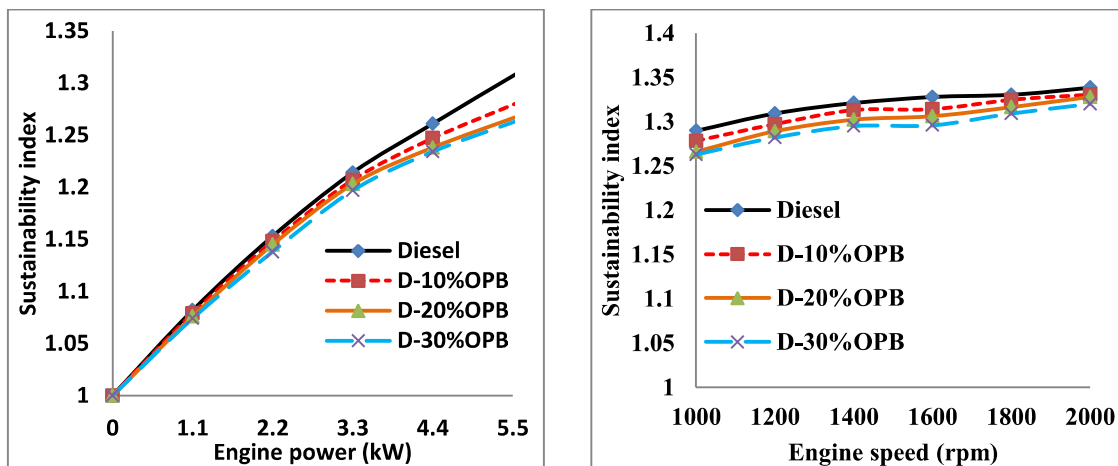 1.35
1.3
1.25
1.2
1.15
1.1
1.05
1
Sustainability index
Diesel
D-10%OPB
D-20%OPB
D-30%OPB
0 1.1 2.2 3.3 4.4 5.5
Engine power (kW)
1.4
1.35
1.3
1.25
1.2
1.15
1.1
1.05
1
Sustainability index
Diesel
D-10%OPB
D-20%OPB
D-30%OPB
1000 1200 1400 1600 1800 2000
Engine speed (rpm)